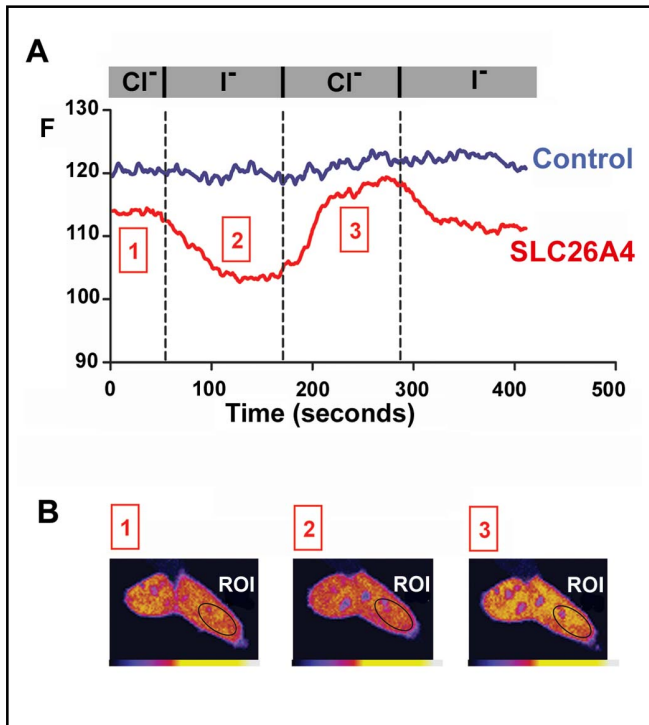 A
Cl⁻ I⁻ Cl⁻ I⁻
130
F
120
Control
110
1 2 3
SLC26A4
100
90
0 100 200 300 400 500
Time (seconds)
B
1 2 3
ROI ROI ROI